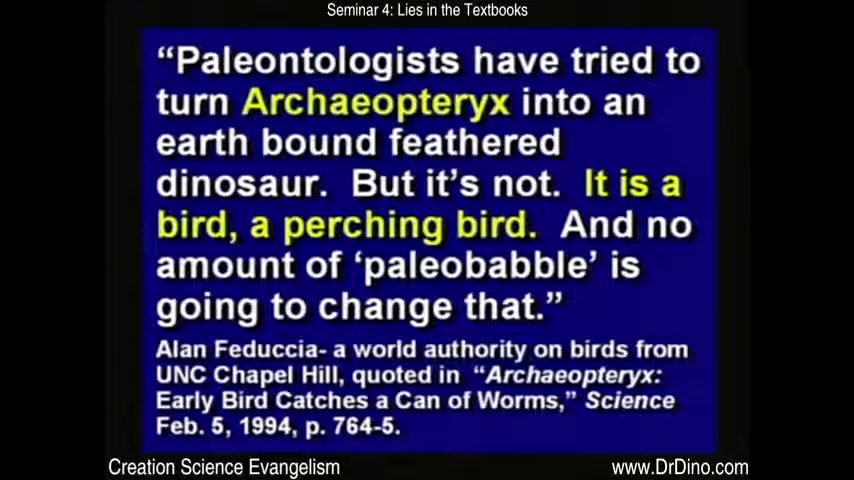 Seminar 4: Lies in the Textbooks
“Paleontologists have tried to
turn Archaeopteryx into an
earth bound feathered
dinosaur.  But it’s not.  It is a
bird, a perching bird.  And no
amount of ‘paleobabble’ is
going to change that.”
Alan Feduccia- a world authority on birds from
UNC Chapel Hill, quoted in  “Archaeopteryx:
Early Bird Catches a Can of Worms,” Science
Feb. 5, 1994, p. 764-5.
Creation Science Evangelism
www.DrDino.com